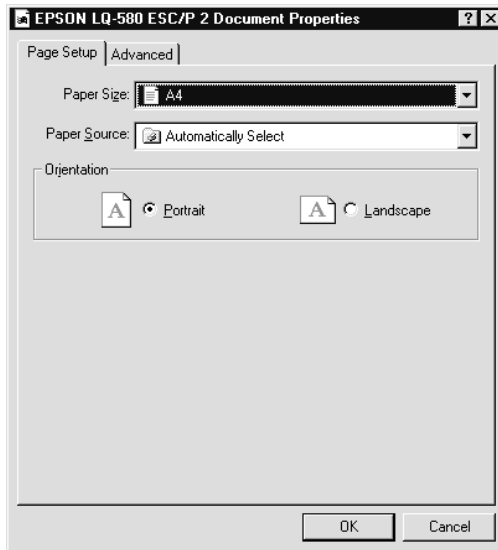 EPSON LQ-580 ESC/P 2 Document Properties
Page Setup Advanced
Paper Size: A4
Paper Source: Automatically Select
Orientation
A Portrait A Landscape
OK Cancel